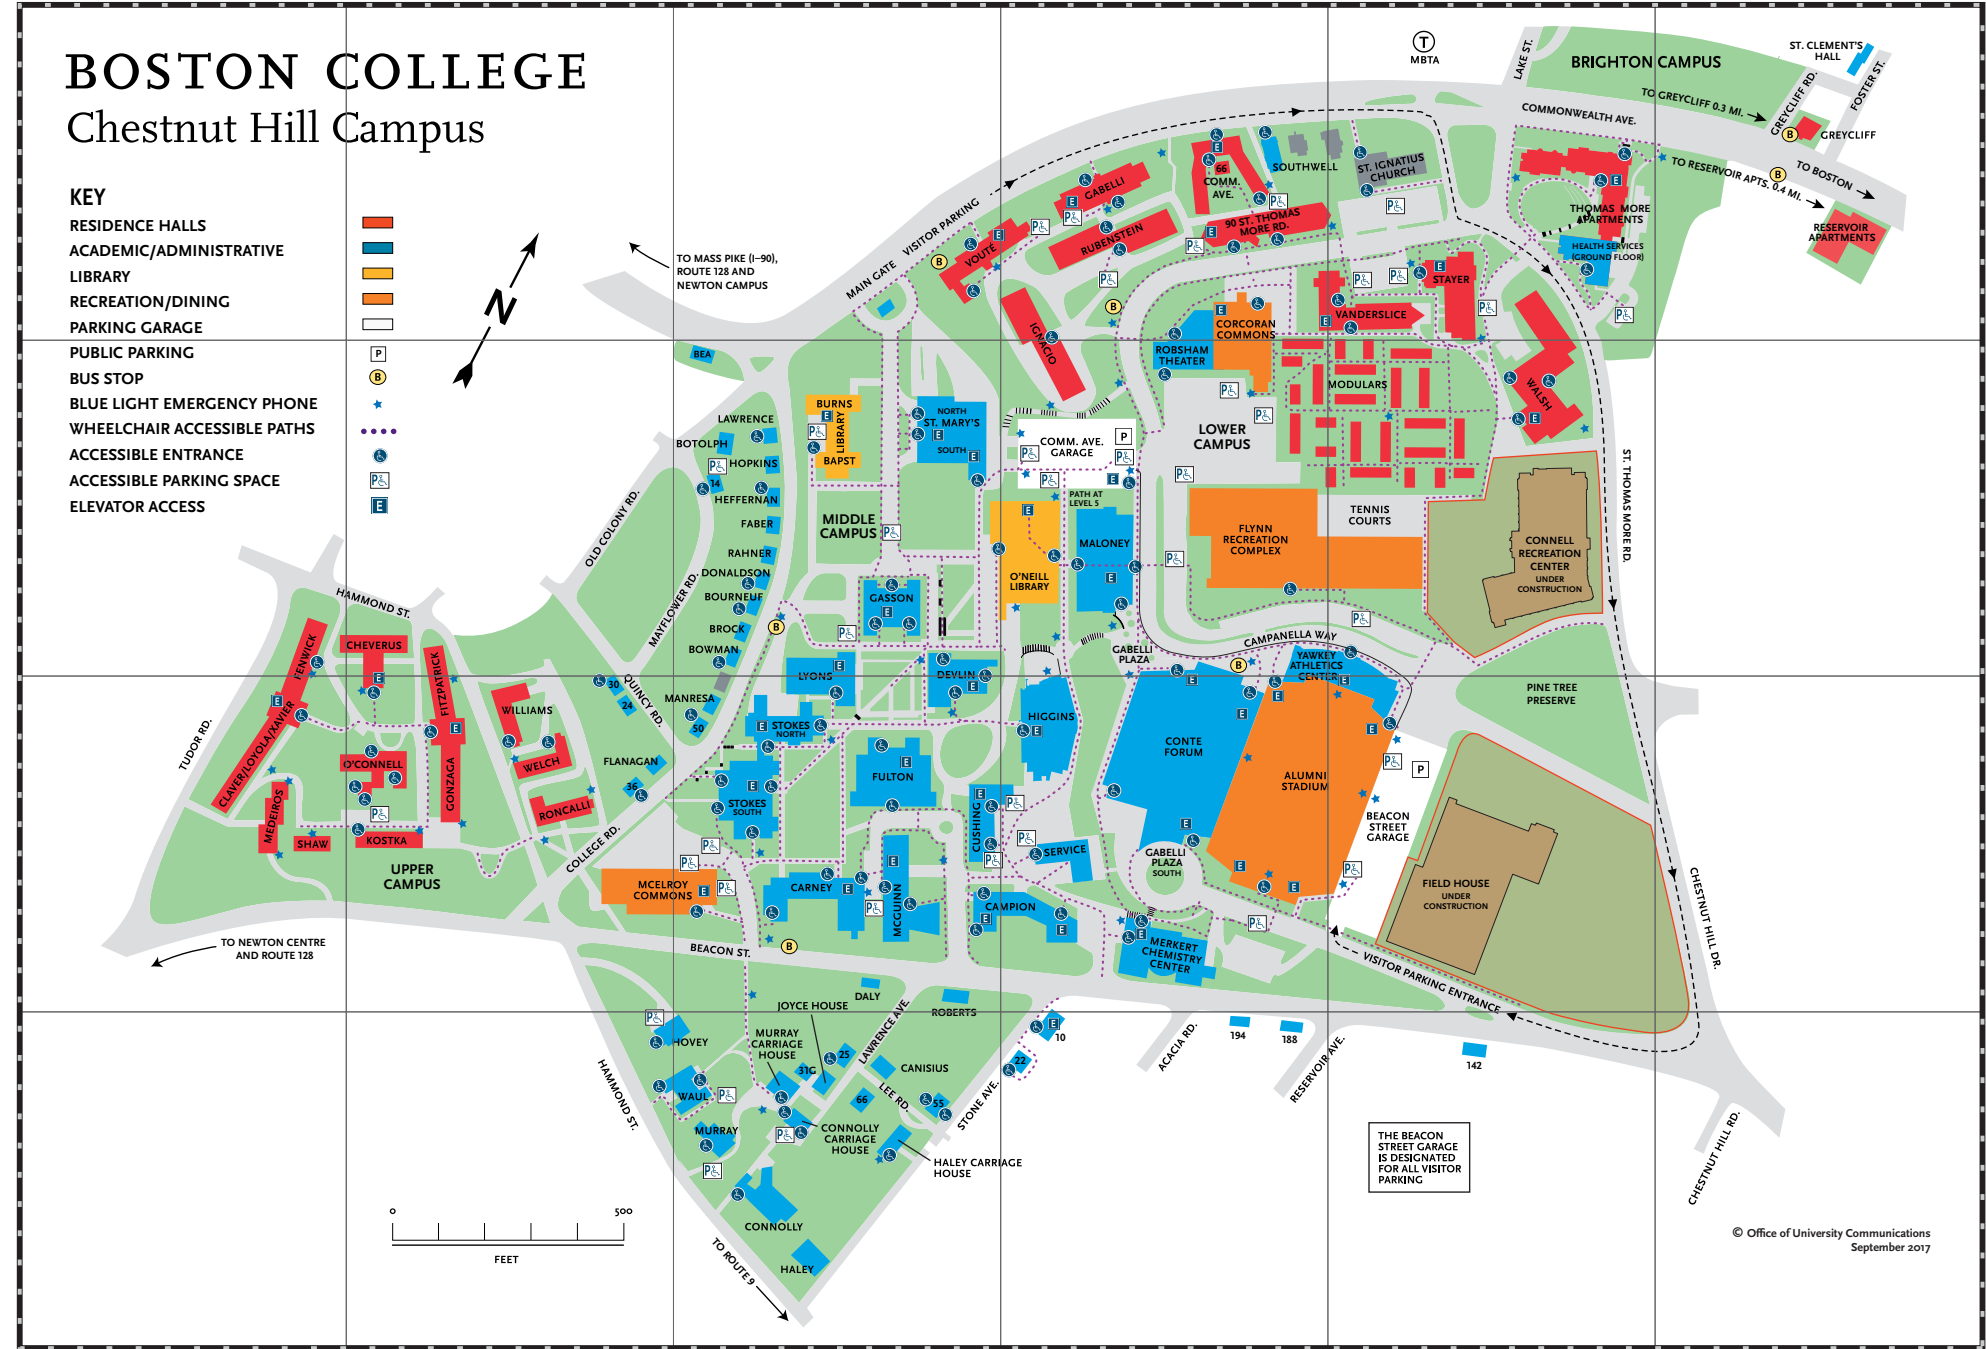 BOSTON COLLEGE
Chestnut Hill Campus
KEY
RESIDENCE HALLS
ACADEMIC/ADMINISTRATIVE
LIBRARY
RECREATION/DINING
PARKING GARAGE
PUBLIC PARKING
P
BUS STOP
B
BLUE LIGHT EMERGENCY PHONE
WHEELCHAIR ACCESSIBLE PATHS
ACCESSIBLE ENTRANCE
ACCESSIBLE PARKING SPACE
P
ELEVATOR ACCESS
E
N
TO MASS PIKE (I–90),
ROUTE 128 AND
NEWTON CAMPUS
T
MBTA
LAKE ST.
BRIGHTON CAMPUS
ST. CLEMENT'S
HALL
FOSTER ST.
GREYCLIFF RD.
TO GREYCLIFF 0.3 MI.
GREYCLIFF
COMMONWEALTH AVE.
TO RESERVOIR APTS. 0.4 MI.
TO BOSTON
RESERVOIR
APARTMENTS
THOMAS MORE
APARTMENTS
HEALTH SERVICES
(GROUND FLOOR)
MAIN GATE
VISITOR PARKING
VOUTÉ
GABELLI
RUBENSTEIN
66
COMM.
AVE.
90 ST. THOMAS
MORE RD.
SOUTHWELL
ST. IGNATIUS
CHURCH
IGNACIO
CORCORAN
COMMONS
ROBSHAM
THEATER
VANDERSLICE
STAYER
WALSH
MODULARS
LOWER
CAMPUS
COMM. AVE.
GARAGE
PATH AT
LEVEL 5
BEA
LAWRENCE
BOTOLPH
HOPKINS
14
HEFFERNAN
FABER
RAHNER
DONALDSON
BOURNEUF
BROCK
BOWMAN
MANRESA
50
BURNS
LIBRARY
BAPST
NORTH
ST. MARY'S
SOUTH
MIDDLE
CAMPUS
GASSON
O'NEILL
LIBRARY
MALONEY
FLYNN
RECREATION
COMPLEX
TENNIS
COURTS
CONNELL
RECREATION
CENTER
UNDER
CONSTRUCTION
ST. THOMAS MORE RD.
OLD COLONY RD.
MAYFLOWER RD.
HAMMOND ST.
QUINCY RD.
30
24
FENWICK
CHEVERUS
FITZPATRICK
CLAVER/LOYOLA/XAVIER
TUDOR RD.
O'CONNELL
GONZAGA
MEDEIROS
SHAW
KOSTKA
WILLIAMS
WELCH
RONCALLI
FLANAGAN
36
COLLEGE RD.
UPPER
CAMPUS
LYONS
DEVLIN
STOKES
NORTH
STOKES
SOUTH
FULTON
HIGGINS
GABELLI
PLAZA
CAMPANELLA WAY
YAWKEY
ATHLETICS
CENTER
CONTE
FORUM
ALUMNI
STADIUM
PINE TREE
PRESERVE
BEACON
STREET
GARAGE
GABELLI
PLAZA
SOUTH
CUSHING
SERVICE
MCELROY
COMMONS
CARNEY
MCGUINN
CAMPION
MERKERT
CHEMISTRY
CENTER
FIELD HOUSE
UNDER
CONSTRUCTION
CHESTNUT HILL DR.
VISITOR PARKING ENTRANCE
TO NEWTON CENTRE
AND ROUTE 128
BEACON ST.
DALY
JOYCE HOUSE
ROBERTS
LAWRENCE AVE.
MURRAY
CARRIAGE
HOUSE
HOVEY
31G
25
CANISIUS
66
LEE RD.
55
STONE AVE.
10
22
ACACIA RD.
194
188
RESERVOIR AVE.
142
HAMMOND ST.
WAUL
MURRAY
CONNOLLY
CARRIAGE
HOUSE
HALEY CARRIAGE
HOUSE
CONNOLLY
HALEY
TO ROUTE 9
CHESTNUT HILL RD.
THE BEACON
STREET GARAGE
IS DESIGNATED
FOR ALL VISITOR
PARKING
0 500
FEET
© Office of University Communications
September 2017